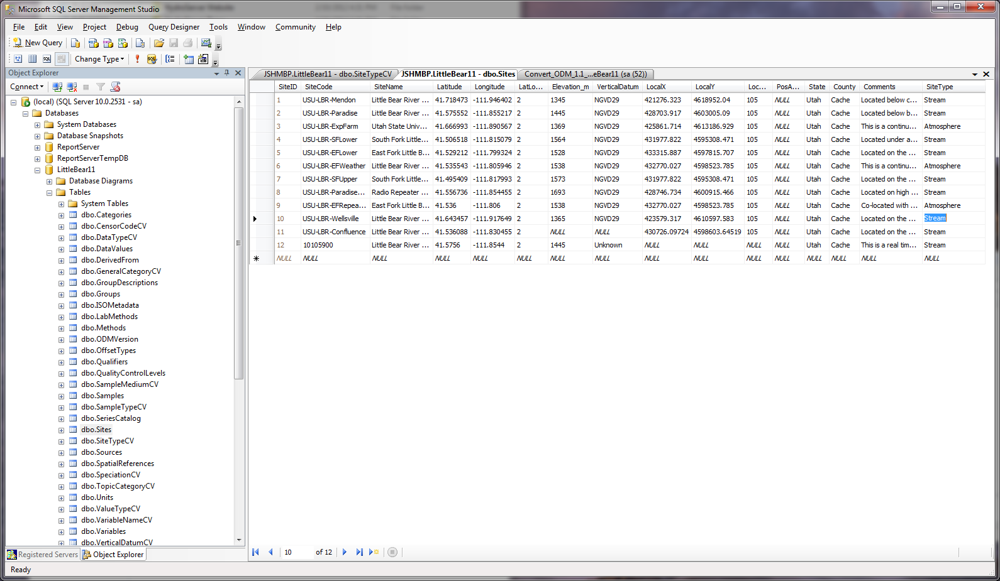 Microsoft SQL Server Management Studio
File Edit View Project Debug Query Designer Tools Window Community Help
New Query
Change Type
Object Explorer
Connect
(local) (SQL Server 10.0.2531 - sa)
Databases
System Databases
Database Snapshots
ReportServer
ReportServerTempDB
LittleBear11
Database Diagrams
Tables
System Tables
dbo.Categories
dbo.CensorCodeCV
dbo.DataTypeCV
dbo.DataValues
dbo.DerivedFrom
dbo.GeneralCategoryCV
dbo.GroupDescriptions
dbo.Groups
dbo.ISOMetadata
dbo.LabMethods
dbo.Methods
dbo.ODMVersion
dbo.OffsetTypes
dbo.Qualifiers
dbo.QualityControlLevels
dbo.SampleMediumCV
dbo.Samples
dbo.SampleTypeCV
dbo.SeriesCatalog
dbo.Sites
dbo.SiteTypeCV
dbo.Sources
dbo.SpatialReferences
dbo.SpeciationCV
dbo.TopicCategoryCV
dbo.Units
dbo.ValueTypeCV
dbo.VariableNameCV
dbo.Variables
dbo.VerticalDatumCV
Registered Servers Object Explorer
JSHMBP.LittleBear11 - dbo.SiteTypeCV JSHMBP.LittleBear11 - dbo.Sites Convert_ODM_1.1_...eBear11 (sa (52))
SiteID SiteCode SiteName Latitude Longitude LatLo... Elevation_m VerticalDatum LocalX LocalY Loc... PosA... State County Comments SiteType
1 USU-LBR-Mendon Little Bear River ... 41.718473 -111.946402 2 1345 NGVD29 421276.323 4618952.04 105 NULL Utah Cache Located below c... Stream
2 USU-LBR-Paradise Little Bear River ... 41.575552 -111.855217 2 1445 NGVD29 428703.917 4603005.09 105 NULL Utah Cache Located below b... Stream
3 USU-LBR-ExpFarm Utah State Univ... 41.666993 -111.890567 2 1369 NGVD29 425861.714 4613186.929 105 NULL Utah Cache This is a continu... Atmosphere
4 USU-LBR-SFLower South Fork Little... 41.506518 -111.815079 2 1564 NGVD29 431977.822 4595308.471 105 NULL Utah Cache Located under a... Stream
5 USU-LBR-EFLower East Fork Little B... 41.529212 -111.799324 2 1528 NGVD29 433315.887 4597815.707 105 NULL Utah Cache Located on the ... Stream
6 USU-LBR-EFWeather Little Bear River ... 41.535543 -111.805946 2 1538 NGVD29 432770.027 4598523.785 105 NULL Utah Cache This is a continu... Atmosphere
7 USU-LBR-SFUpper South Fork Little... 41.495409 -111.817993 2 1573 NGVD29 431977.822 4595308.471 105 NULL Utah Cache Located on the ... Stream
8 USU-LBR-Paradise... Radio Repeater ... 41.556736 -111.854455 2 1693 NGVD29 428746.734 4600915.466 105 NULL Utah Cache Located on high ... Stream
9 USU-LBR-EFRepea... East Fork Little B... 41.536 -111.806 2 1538 NGVD29 432770.027 4598523.785 105 NULL Utah Cache Co-located with ... Atmosphere
10 USU-LBR-Wellsville Little Bear River ... 41.643457 -111.917649 2 1365 NGVD29 423579.317 4610597.583 105 NULL Utah Cache Located on the ... Stream
11 USU-LBR-Confluence Little Bear River ... 41.536088 -111.830455 2 NULL NULL 430726.09724 4598603.64519 105 NULL Utah Cache Located on the ... Stream
12 10105900 Little Bear River ... 41.5756 -111.8544 2 1445 Unknown NULL NULL NULL NULL Utah Cache This is a real tim... Stream
NULL NULL NULL NULL NULL NULL NULL NULL NULL NULL NULL NULL NULL NULL NULL NULL
10 of 12
Ready